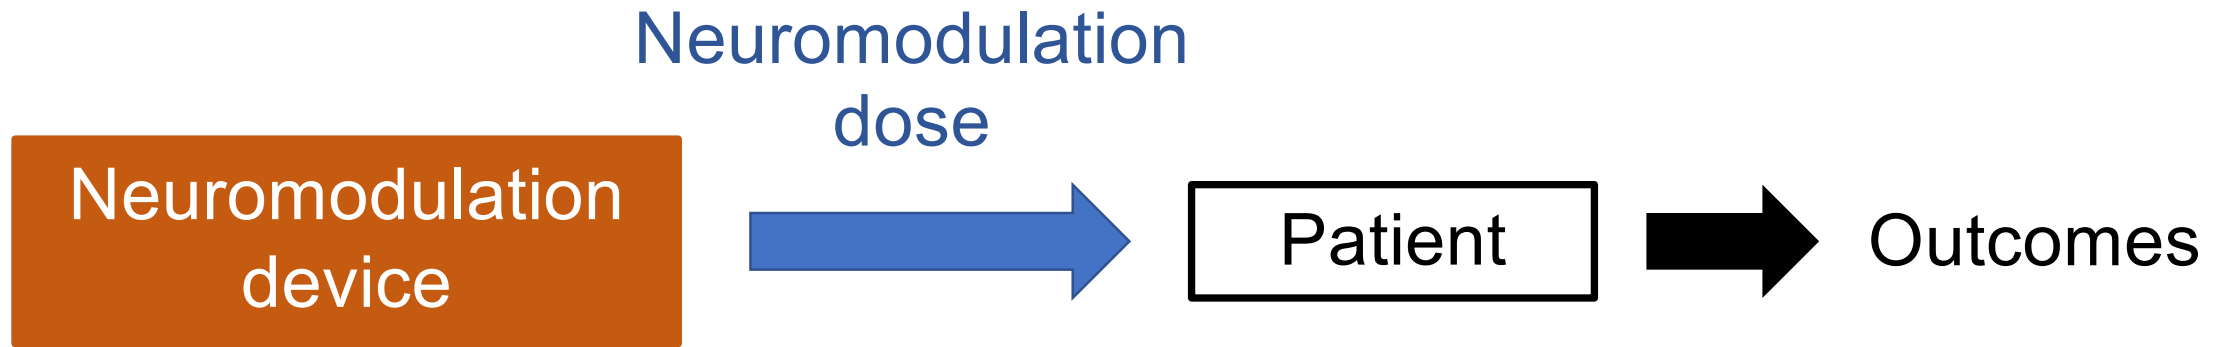 Neuromodulation
dose
Neuromodulation
device
Patient
Outcomes